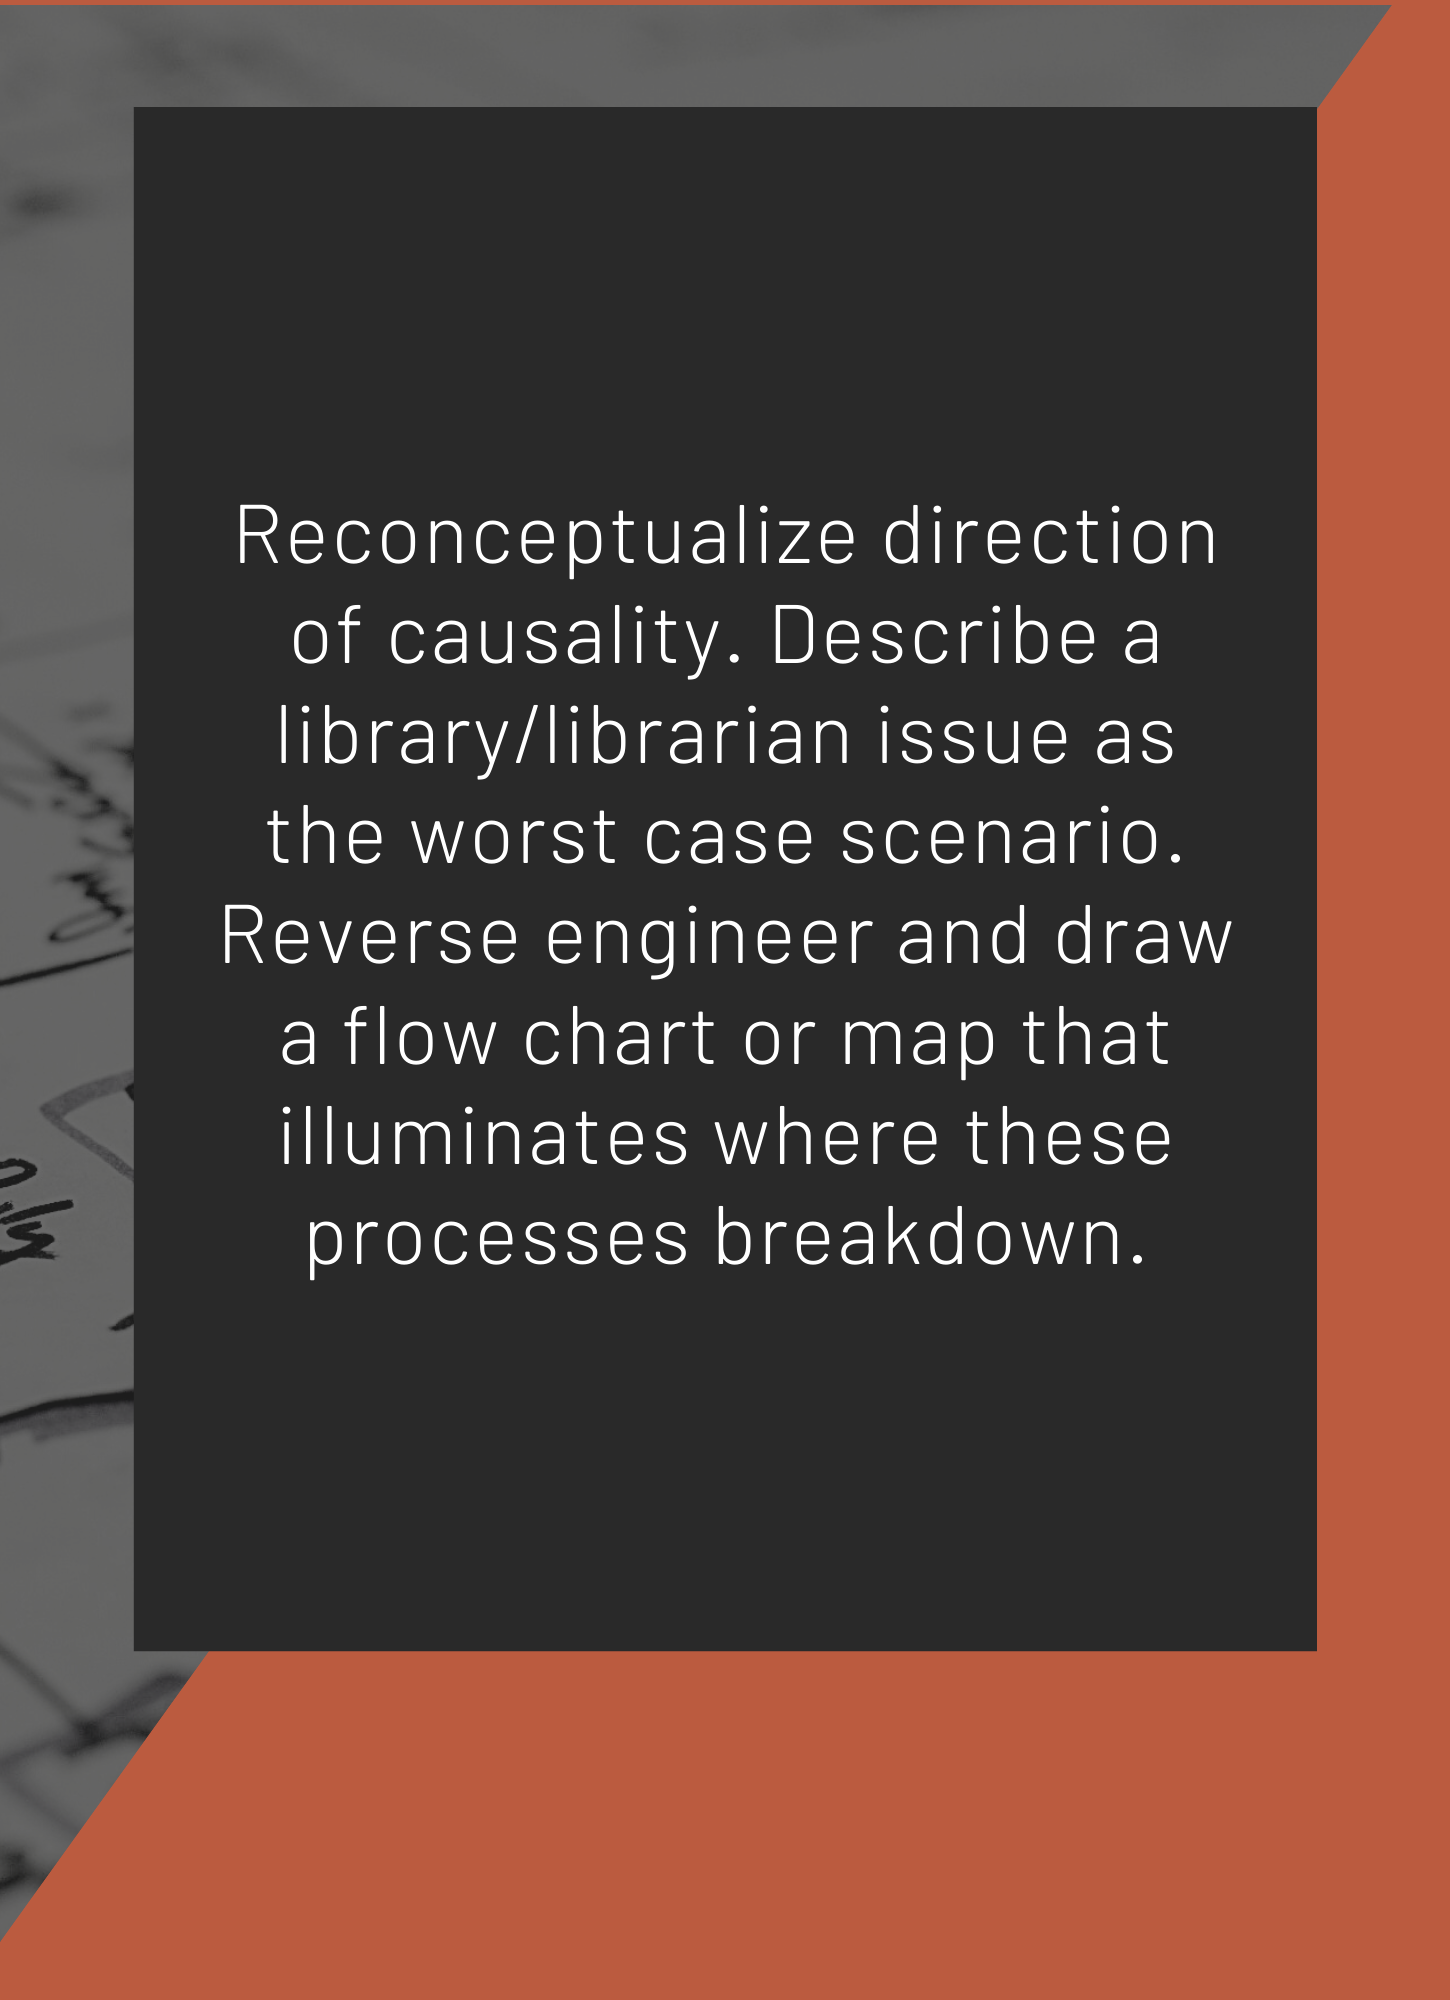 Reconceptualize direction
of causality. Describe a
library/librarian issue as
the worst case scenario.
Reverse engineer and draw
a flow chart or map that
illuminates where these
processes breakdown.